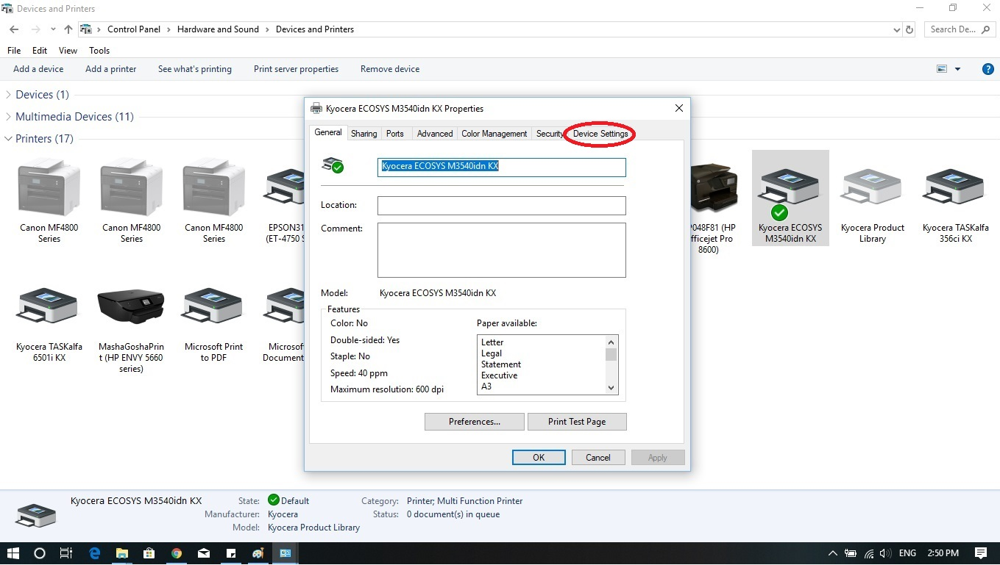 Devices and Printers
Control Panel > Hardware and Sound > Devices and Printers
Search De...
File Edit View Tools
Add a device Add a printer See what's printing Print server properties Remove device
Devices (1)
Multimedia Devices (11)
Printers (17)
Canon MF4800
Series
Canon MF4800
Series
Canon MF4800
Series
EPSON31
(ET-4750 S
P048F81 (HP
fficejet Pro
8600)
Kyocera ECOSYS
M3540idn KX
Kyocera Product
Library
Kyocera TASKalfa
356ci KX
Kyocera TASKalfa
6501i KX
MashaGoshaPrin
t (HP ENVY 5660
series)
Microsoft Print
to PDF
Microsof
Document
Kyocera ECOSYS M3540idn KX Properties
General Sharing Ports Advanced Color Management Security Device Settings
Kyocera ECOSYS M3540idn KX
Location:
Comment:
Model: Kyocera ECOSYS M3540idn KX
Features
Color: No
Double-sided: Yes
Staple: No
Speed: 40 ppm
Maximum resolution: 600 dpi
Paper available:
Letter
Legal
Statement
Executive
A3
Preferences... Print Test Page
OK Cancel Apply
Kyocera ECOSYS M3540idn KX
State: Default
Manufacturer: Kyocera
Model: Kyocera Product Library
Category: Printer; Multi Function Printer
Status: 0 document(s) in queue
ENG 2:50 PM